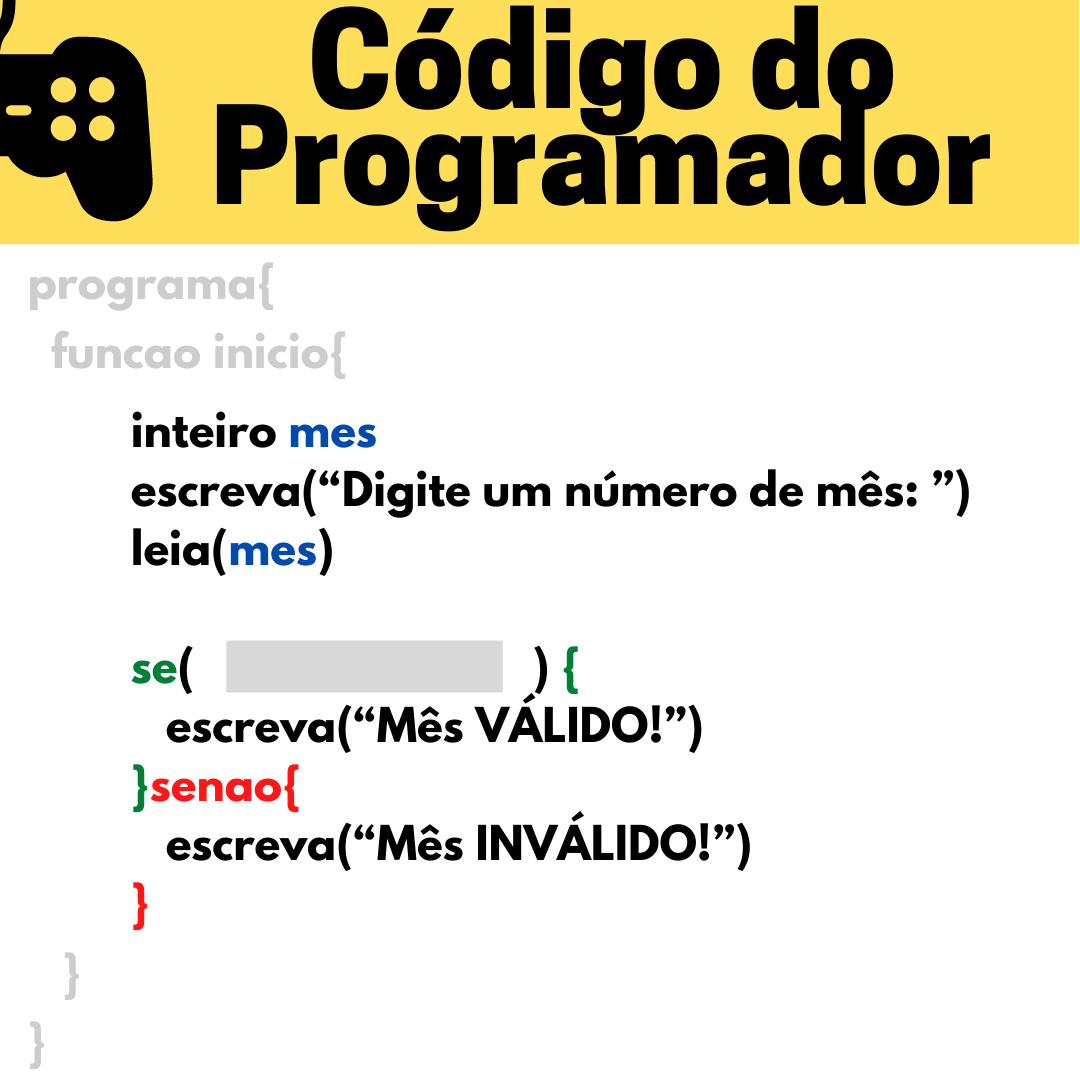 Código do
Programador
programa{
funcao inicio{
inteiro mes
escreva(“Digite um número de mês: ”)
leia(mes)
se( ) {
escreva(“Mês VÁLIDO!”)
}senao{
escreva(“Mês INVÁLIDO!”)
}
}
}